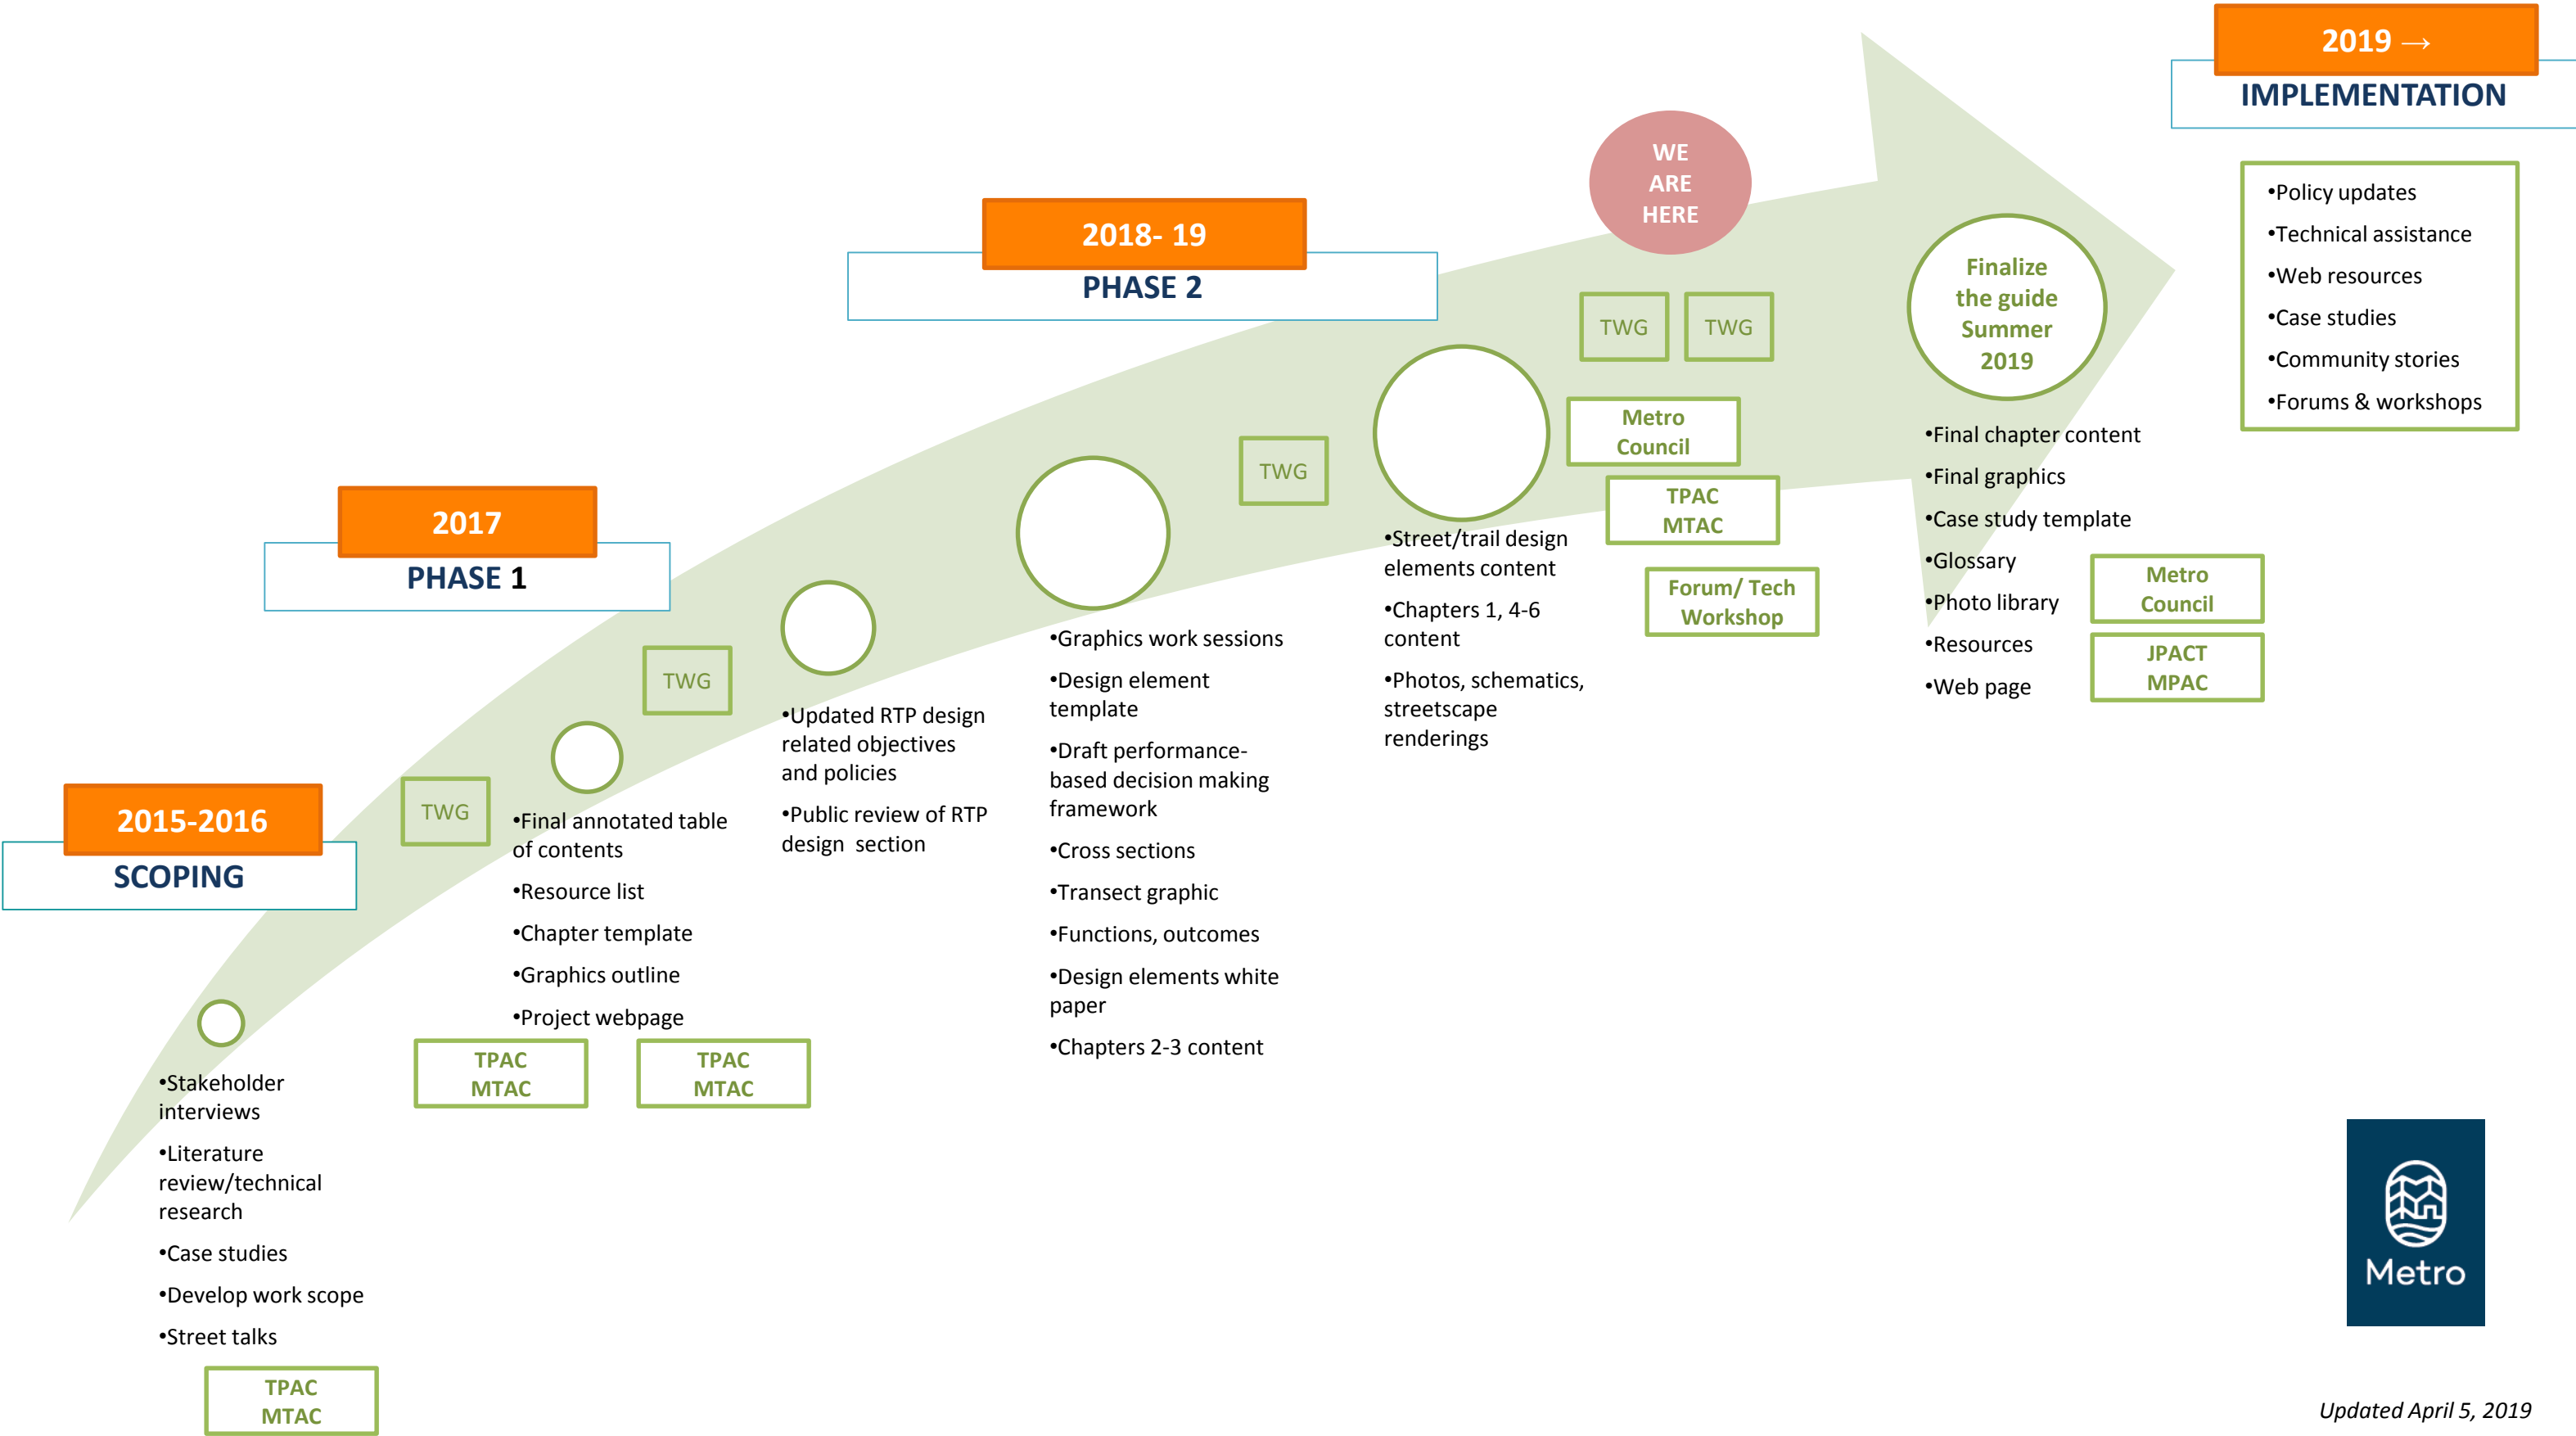 2015-2016
SCOPING
•Stakeholder
interviews
•Literature
review/technical
research
•Case studies
•Develop work scope
•Street talks
TPAC
MTAC
2017
PHASE 1
TWG
TWG
•Final annotated table
of contents
•Resource list
•Chapter template
•Graphics outline
•Project webpage
TPAC
MTAC
TPAC
MTAC
•Updated RTP design
related objectives
and policies
•Public review of RTP
design section
2018- 19
PHASE 2
•Graphics work sessions
•Design element
template
•Draft performance-
based decision making
framework
•Cross sections
•Transect graphic
•Functions, outcomes
•Design elements white
paper
•Chapters 2-3 content
TWG
•Street/trail design
elements content
•Chapters 1, 4-6
content
•Photos, schematics,
streetscape
renderings
WE
ARE
HERE
TWG
TWG
Metro
Council
TPAC
MTAC
Forum/ Tech
Workshop
Finalize
the guide
Summer
2019
•Final chapter content
•Final graphics
•Case study template
•Glossary
•Photo library
•Resources
•Web page
Metro
Council
JPACT
MPAC
2019 →
IMPLEMENTATION
•Policy updates
•Technical assistance
•Web resources
•Case studies
•Community stories
•Forums & workshops
Metro
Updated April 5, 2019